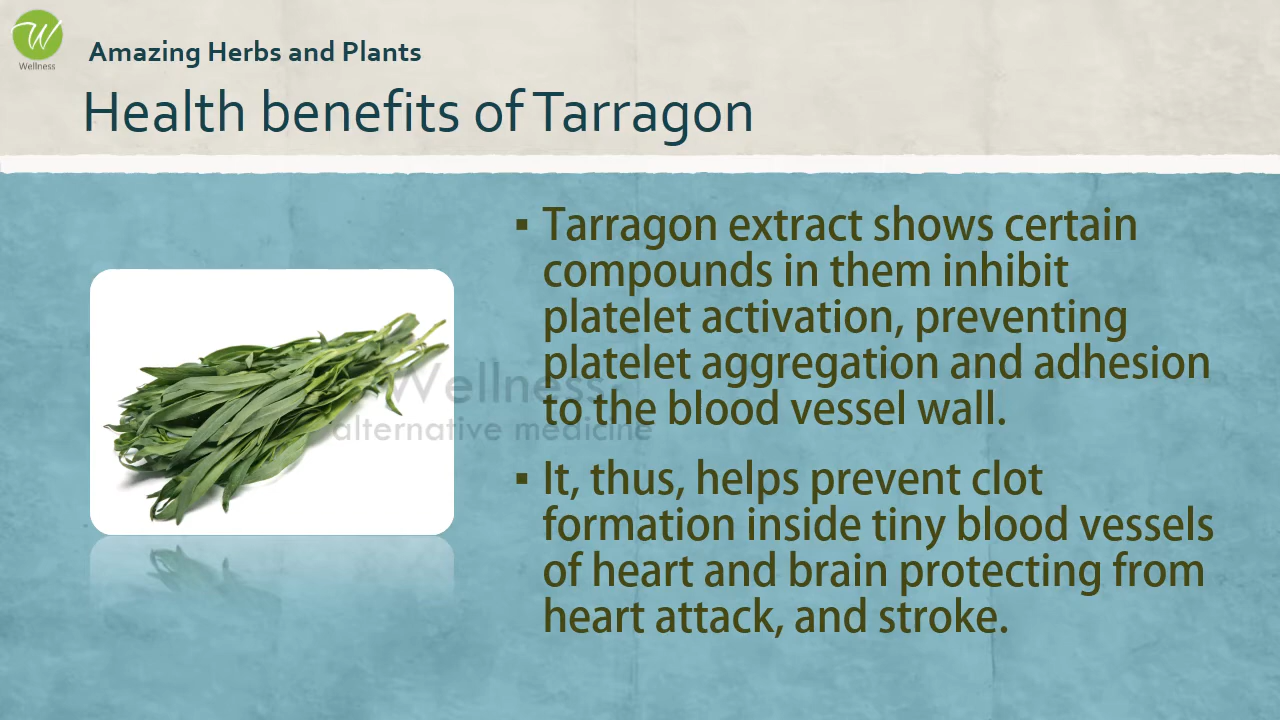 W
Wellness
Amazing Herbs and Plants
Health benefits of Tarragon
▪ Tarragon extract shows certain
compounds in them inhibit
platelet activation, preventing
platelet aggregation and adhesion
to the blood vessel wall.
▪ It, thus, helps prevent clot
formation inside tiny blood vessels
of heart and brain protecting from
heart attack, and stroke.
Wellness
alternative medicine